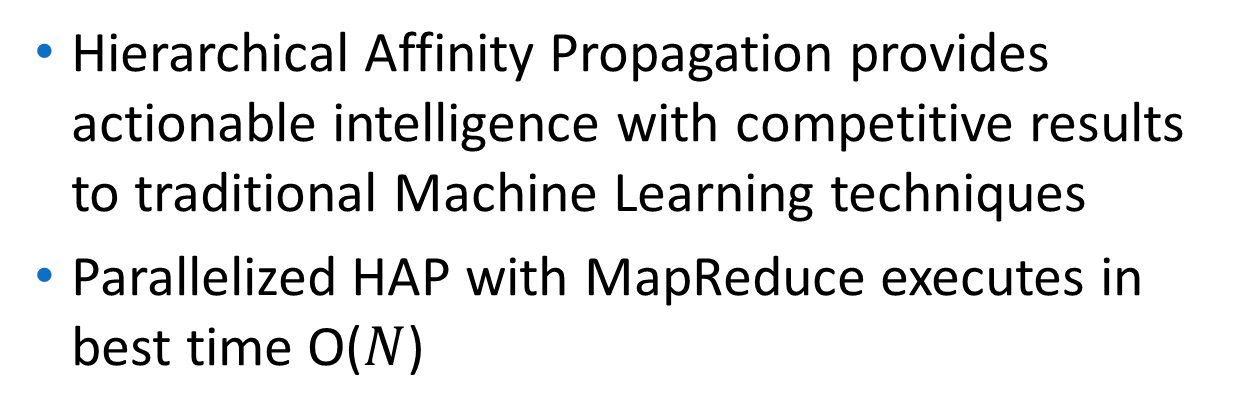 • Hierarchical Affinity Propagation provides
actionable intelligence with competitive results
to traditional Machine Learning techniques
• Parallelized HAP with MapReduce executes in
best time O(N)